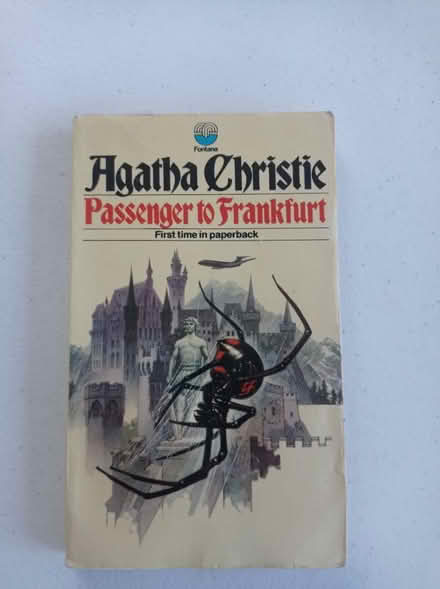 Fontana
Agatha Christie
Passenger to Frankfurt
First time in paperback